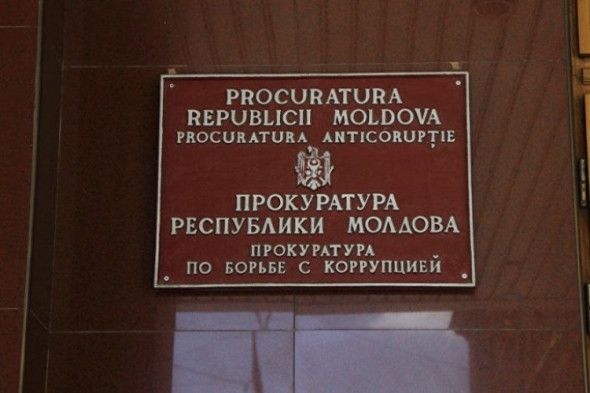 PROCURATURA
REPUBLICII MOLDOVA
PROCURATURA ANTICORUPȚIE
ПРОКУРАТУРА
РЕСПУБЛИКИ МОЛДОВА
ПРОКУРАТУРА
ПО БОРЬБЕ С КОРРУПЦИЕЙ